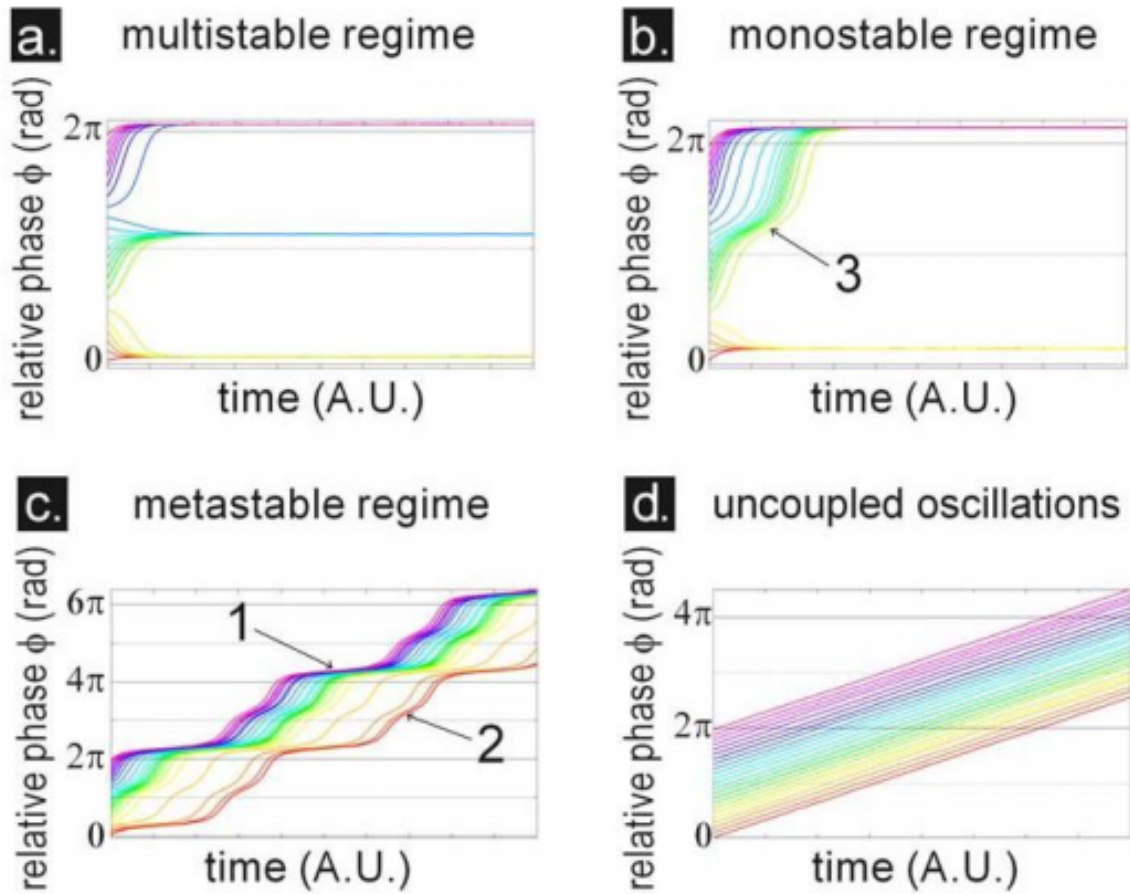 a. multistable regime
relative phase ϕ (rad)
2π
0
time (A.U.)
b. monostable regime
relative phase ϕ (rad)
2π
0
3
time (A.U.)
c. metastable regime
relative phase ϕ (rad)
6π
4π
2π
0
1
2
time (A.U.)
d. uncoupled oscillations
relative phase ϕ (rad)
4π
2π
0
time (A.U.)